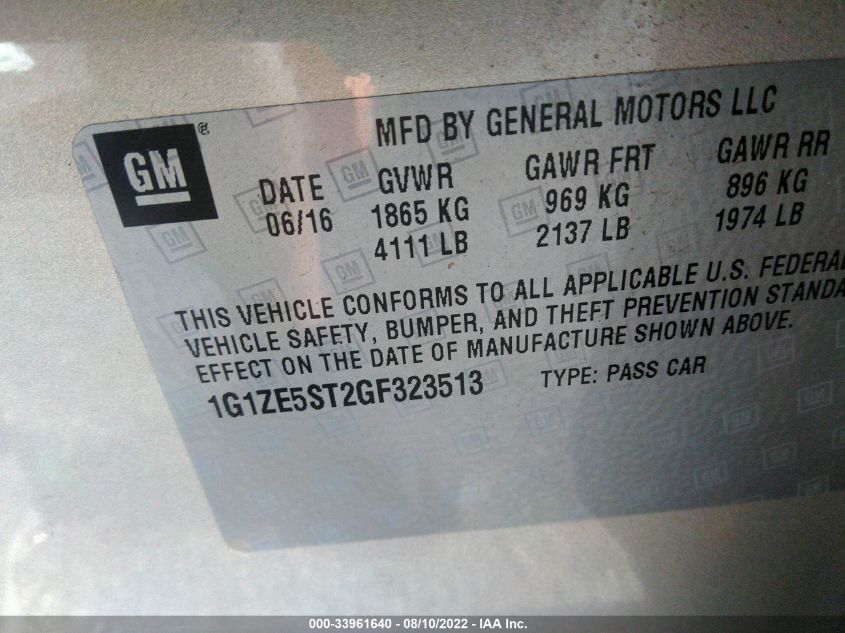 GM
MFD BY GENERAL MOTORS LLC
DATE GVWR GAWR FRT GAWR RR
06/16 1865 KG 969 KG 896 KG
4111 LB 2137 LB 1974 LB
THIS VEHICLE CONFORMS TO ALL APPLICABLE U.S. FEDERAL
VEHICLE SAFETY, BUMPER, AND THEFT PREVENTION STANDA
EFFECT ON THE DATE OF MANUFACTURE SHOWN ABOVE.
1G1ZE5ST2GF323513 TYPE: PASS CAR
000-33961640 - 08/10/2022 - IAA Inc.